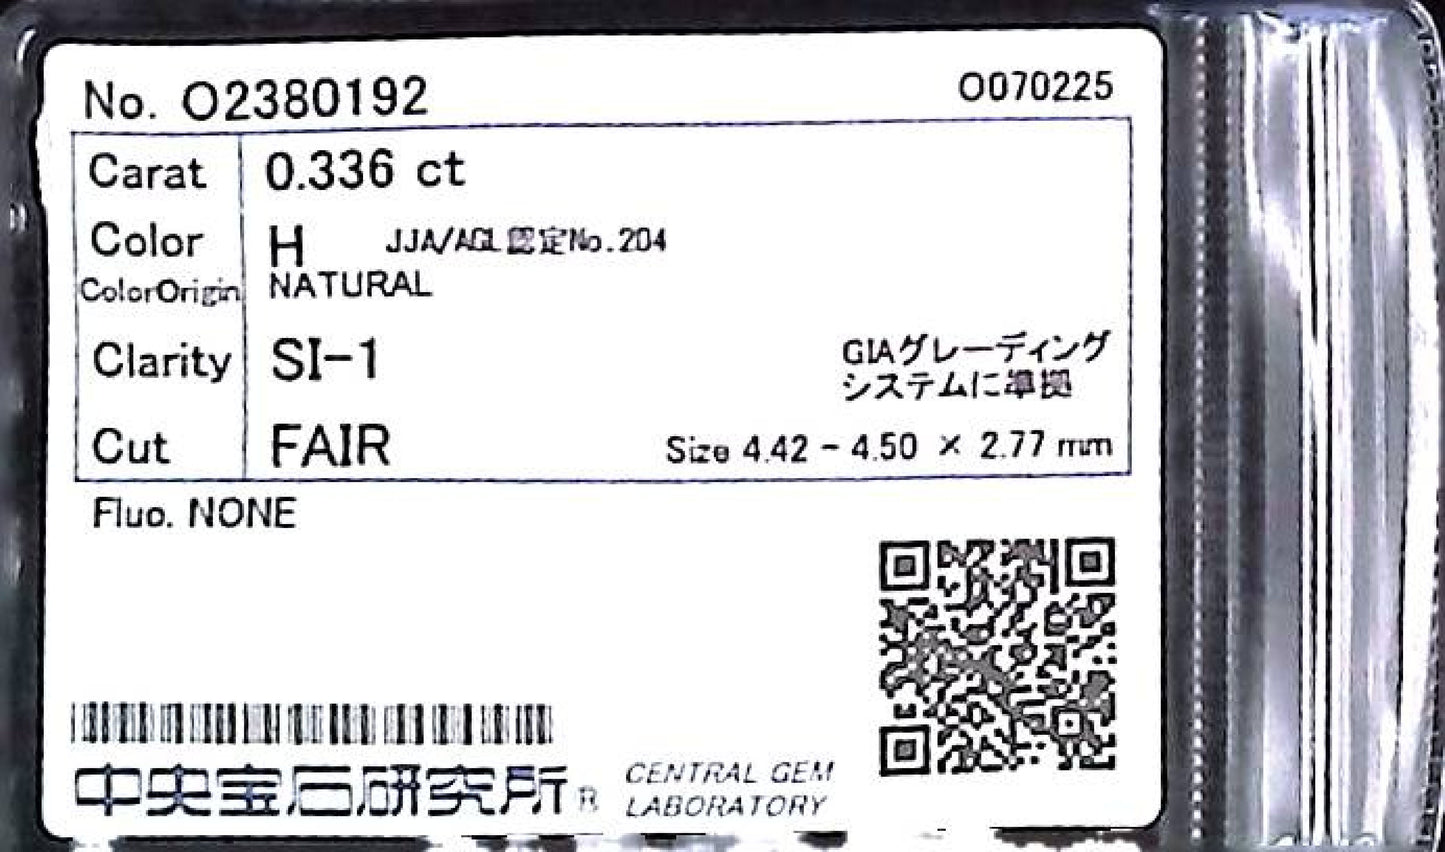 No. O2380192
O070225
Carat 0.336 ct
Color H JJA/AGL認定No.204
ColorOrigin NATURAL
Clarity SI-1
GIAグレーディング
システムに準拠
Cut FAIR Size 4.42 - 4.50 × 2.77 mm
Fluo. NONE
中央宝石研究所®
CENTRAL GEM
LABORATORY